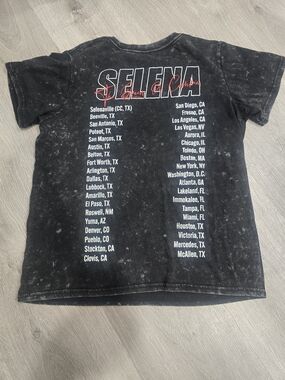 SELENA
Selenaville (CC, TX)
Beeville, TX
San Antonio, TX
Poteet, TX
San Marcos, TX
Austin, TX
Belton, TX
Fort Worth, TX
Arlington, TX
Dallas, TX
Lubbock, TX
Amarillo, TX
El Paso, TX
Roswell, NM
Yuma, AZ
Denver, CO
Pueblo, CO
Stockton, CA
Clovis, CA
San Diego, CA
Fresno, CA
Los Angeles, CA
Las Vegas, NV
Aurora, IL
Chicago, IL
Toledo, OH
Boston, MA
New York, NY
Washington, D.C.
Atlanta, GA
Lakeland, FL
Immokalee, FL
Tampa, FL
Miami, FL
Houston, TX
Victoria, TX
Mercedes, TX
McAllen, TX